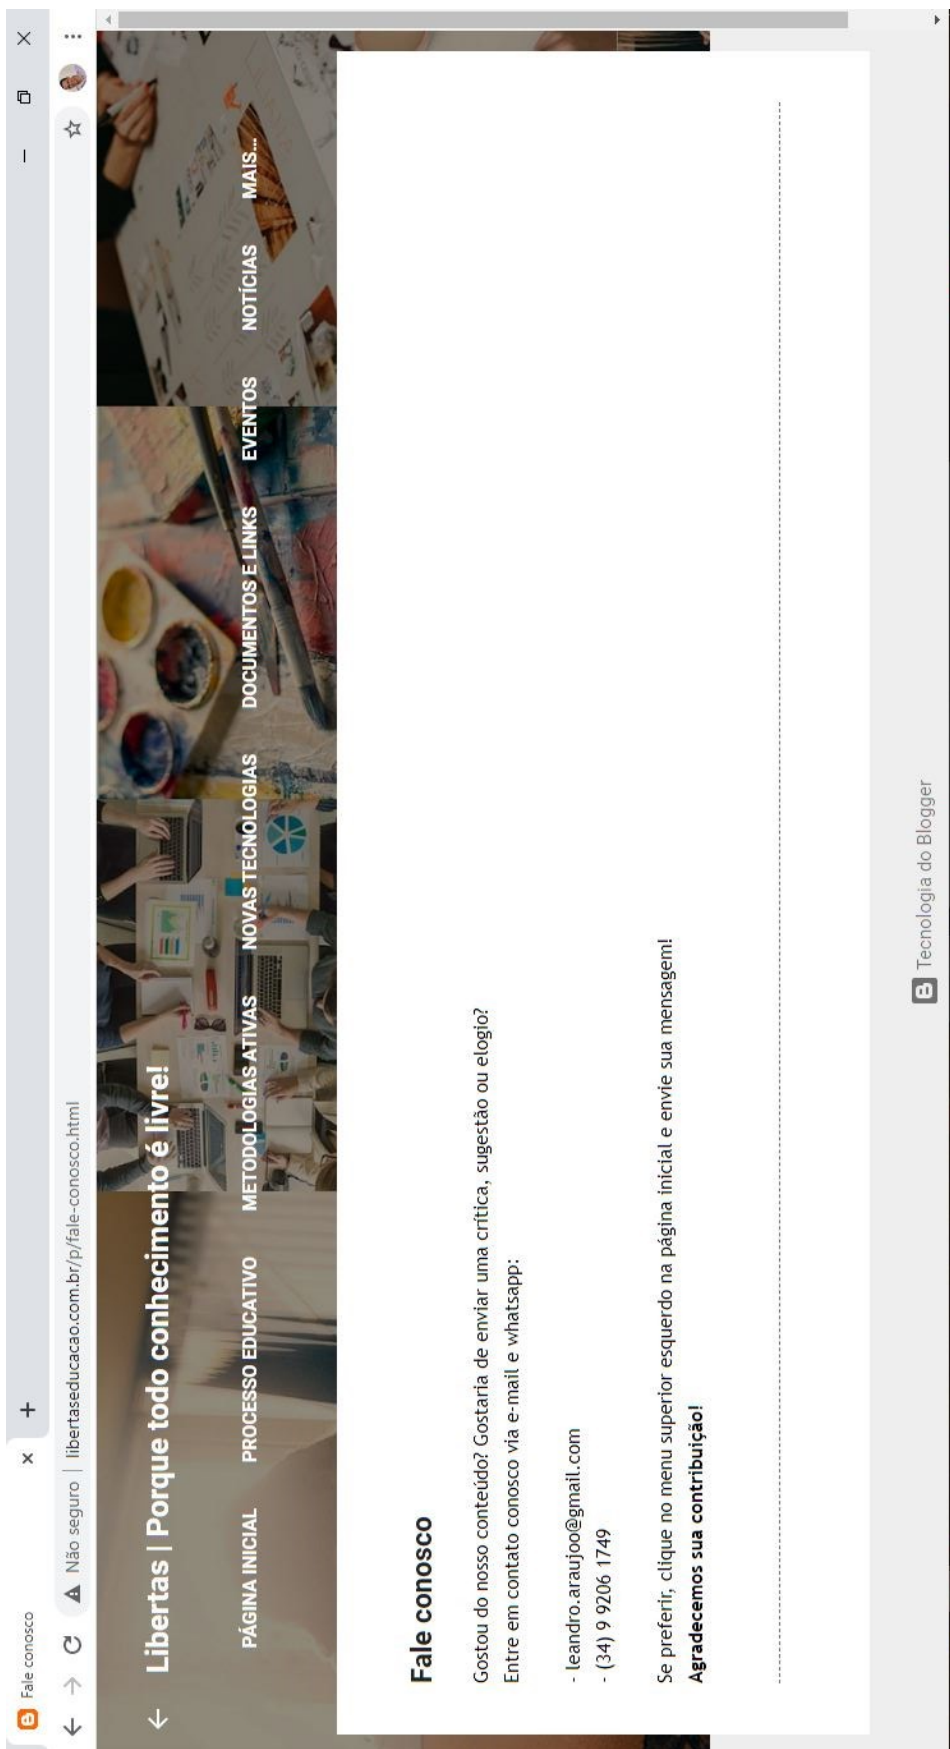 Fale conosco
Não seguro | libertaseducacao.com.br/p/fale-conosco.html
Libertas | Porque todo conhecimento é livre!
PÁGINA INICIAL PROCESSO EDUCATIVO METODOLOGIAS ATIVAS NOVAS TECNOLOGIAS DOCUMENTOS E LINKS EVENTOS NOTÍCIAS MAIS...
Fale conosco
Gostou do nosso conteúdo? Gostaria de enviar uma crítica, sugestão ou elogio?
Entre em contato conosco via e-mail e whatsapp:
- leandro.araujoo@gmail.com
- (34) 9 9206 1749
Se preferir, clique no menu superior esquerdo na página inicial e envie sua mensagem!
Agradecemos sua contribuição!
Tecnologia do Blogger